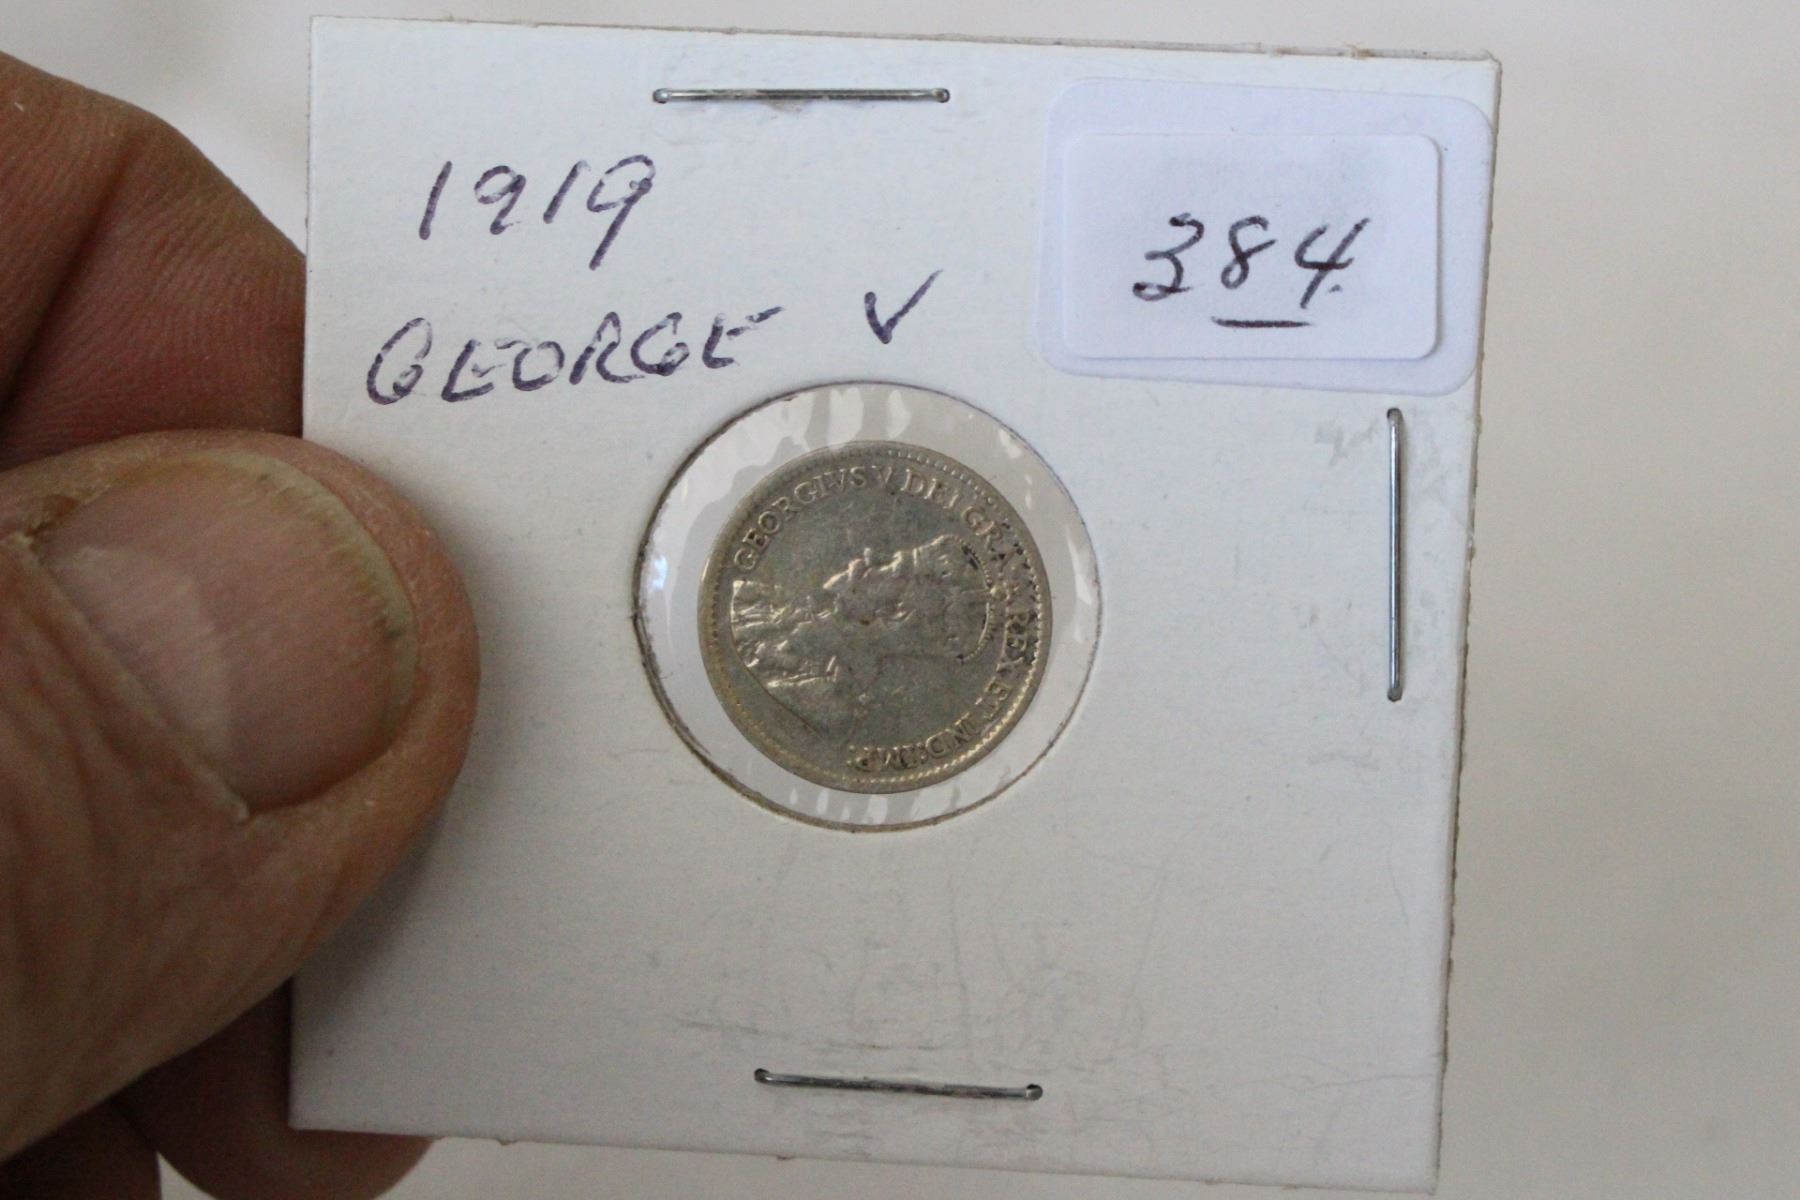 1919
GEORGE V
384.
GEORGIVS V DEI GRA: REX ET IND:IMP: